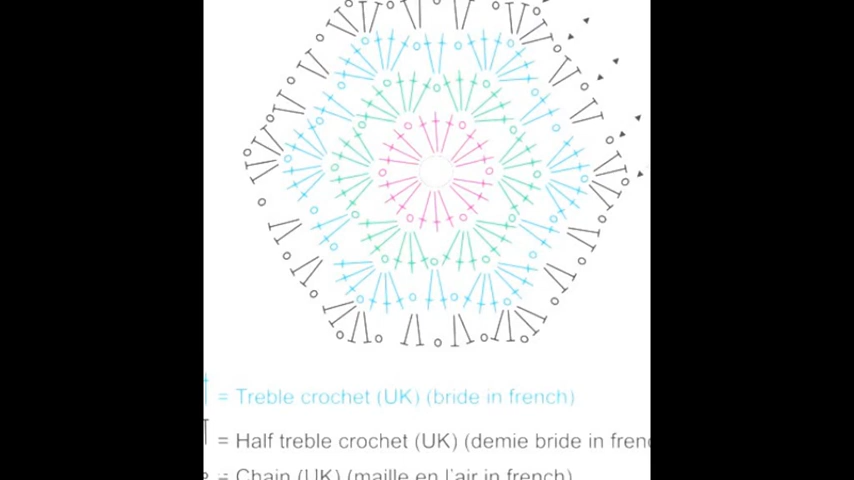 = Treble crochet (UK) (bride in french)
= Half treble crochet (UK) (demie bride in fren
= Chain (UK) (maille en l'air in french)